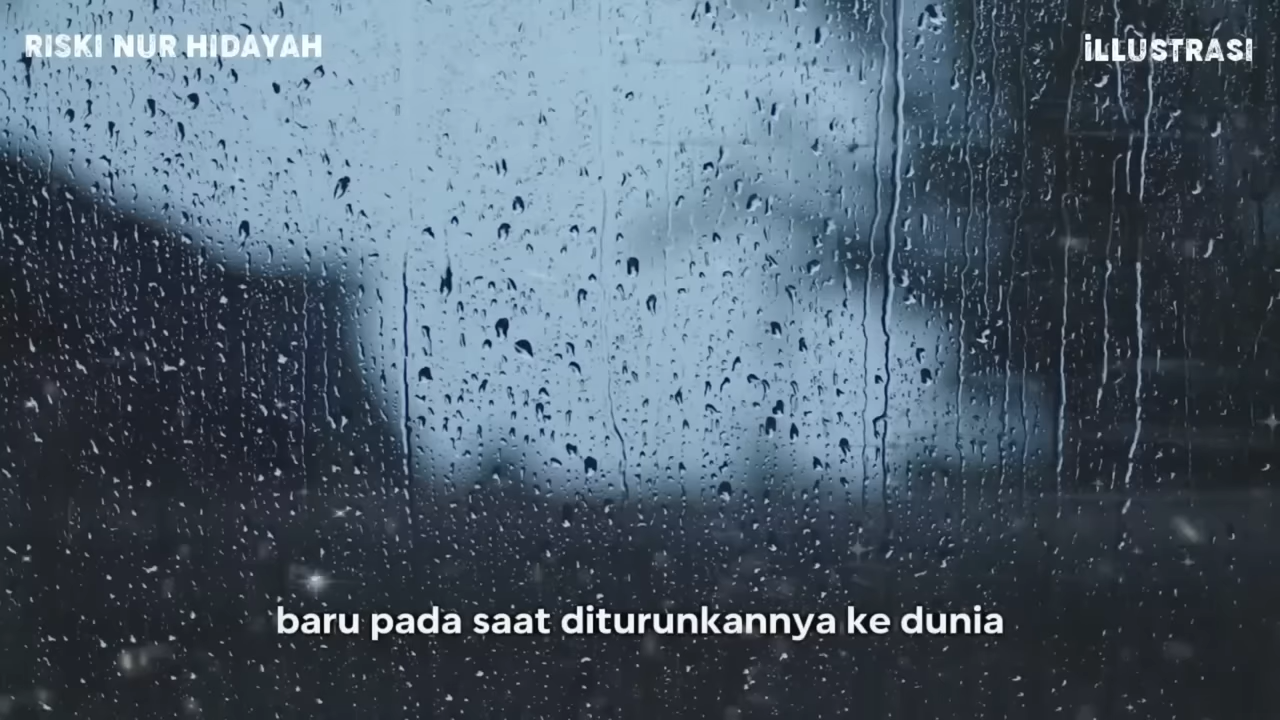 RISKI NUR HIDAYAH
iLLUSTRASI
baru pada saat diturunkannya ke dunia